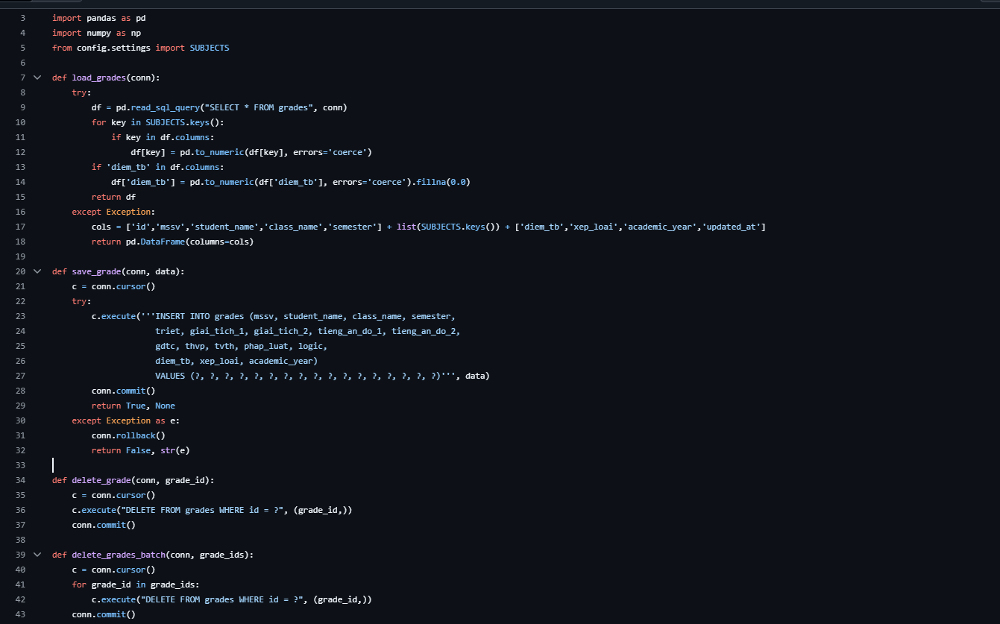 3 import pandas as pd
4 import numpy as np
5 from config.settings import SUBJECTS
6
7 def load_grades(conn):
8     try:
9         df = pd.read_sql_query("SELECT * FROM grades", conn)
10         for key in SUBJECTS.keys():
11             if key in df.columns:
12                 df[key] = pd.to_numeric(df[key], errors='coerce')
13         if 'diem_tb' in df.columns:
14             df['diem_tb'] = pd.to_numeric(df['diem_tb'], errors='coerce').fillna(0.0)
15         return df
16     except Exception:
17         cols = ['id','mssv','student_name','class_name','semester'] + list(SUBJECTS.keys()) + ['diem_tb','xep_loai','academic_year','updated_at']
18         return pd.DataFrame(columns=cols)
19
20 def save_grade(conn, data):
21     c = conn.cursor()
22     try:
23         c.execute('''INSERT INTO grades (mssv, student_name, class_name, semester,
24                      triet, giai_tich_1, giai_tich_2, tieng_an_do_1, tieng_an_do_2,
25                      gdtc, thvp, tvth, phap_luat, logic,
26                      diem_tb, xep_loai, academic_year)
27                      VALUES (?, ?, ?, ?, ?, ?, ?, ?, ?, ?, ?, ?, ?, ?, ?, ?, ?)''', data)
28         conn.commit()
29         return True, None
30     except Exception as e:
31         conn.rollback()
32         return False, str(e)
33
34 def delete_grade(conn, grade_id):
35     c = conn.cursor()
36     c.execute("DELETE FROM grades WHERE id = ?", (grade_id,))
37     conn.commit()
38
39 def delete_grades_batch(conn, grade_ids):
40     c = conn.cursor()
41     for grade_id in grade_ids:
42         c.execute("DELETE FROM grades WHERE id = ?", (grade_id,))
43     conn.commit()